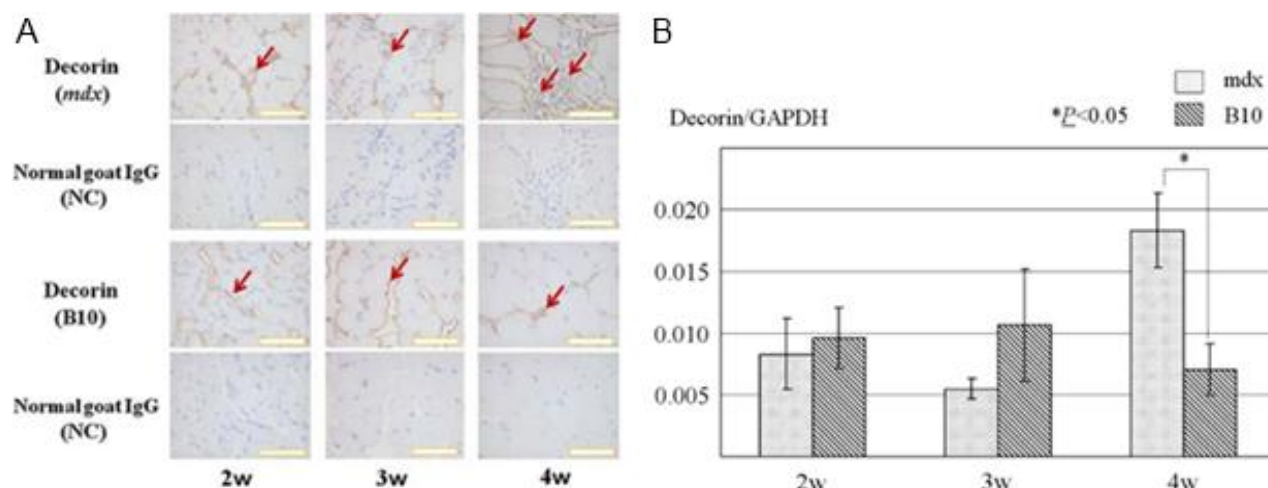 A
Decorin
(mdx)
Normal goat IgG
(NC)
Decorin
(B10)
Normal goat IgG
(NC)
2w
3w
4w
B
mdx
B10
Decorin/GAPDH
*P<0.05
*
0.020
0.015
0.010
0.005
2w
3w
4w